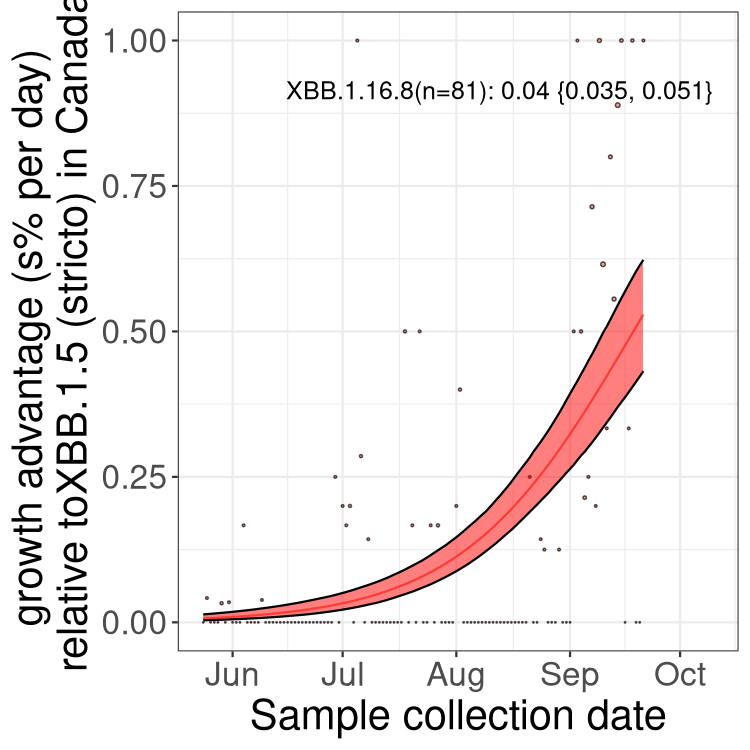 growth advantage (s% per day)
relative toXBB.1.5 (stricto) in Canada
1.00
0.75
0.50
0.25
0.00
XBB.1.16.8(n=81): 0.04 {0.035, 0.051}
Jun Jul Aug Sep Oct
Sample collection date